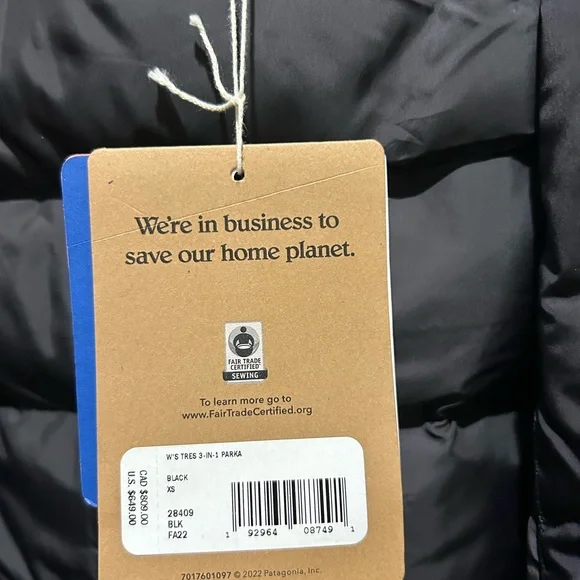 We're in business to
save our home planet.
FAIR TRADE
CERTIFIED
SEWING
To learn more go to
www.FairTradeCertified.org
W'S TRES 3-IN-1 PARKA
BLACK
XS
28409
BLK
FA22
CAD $809.00
U.S. $649.00
1 92964 08749 1
7017601097 © 2022 Patagonia, Inc.